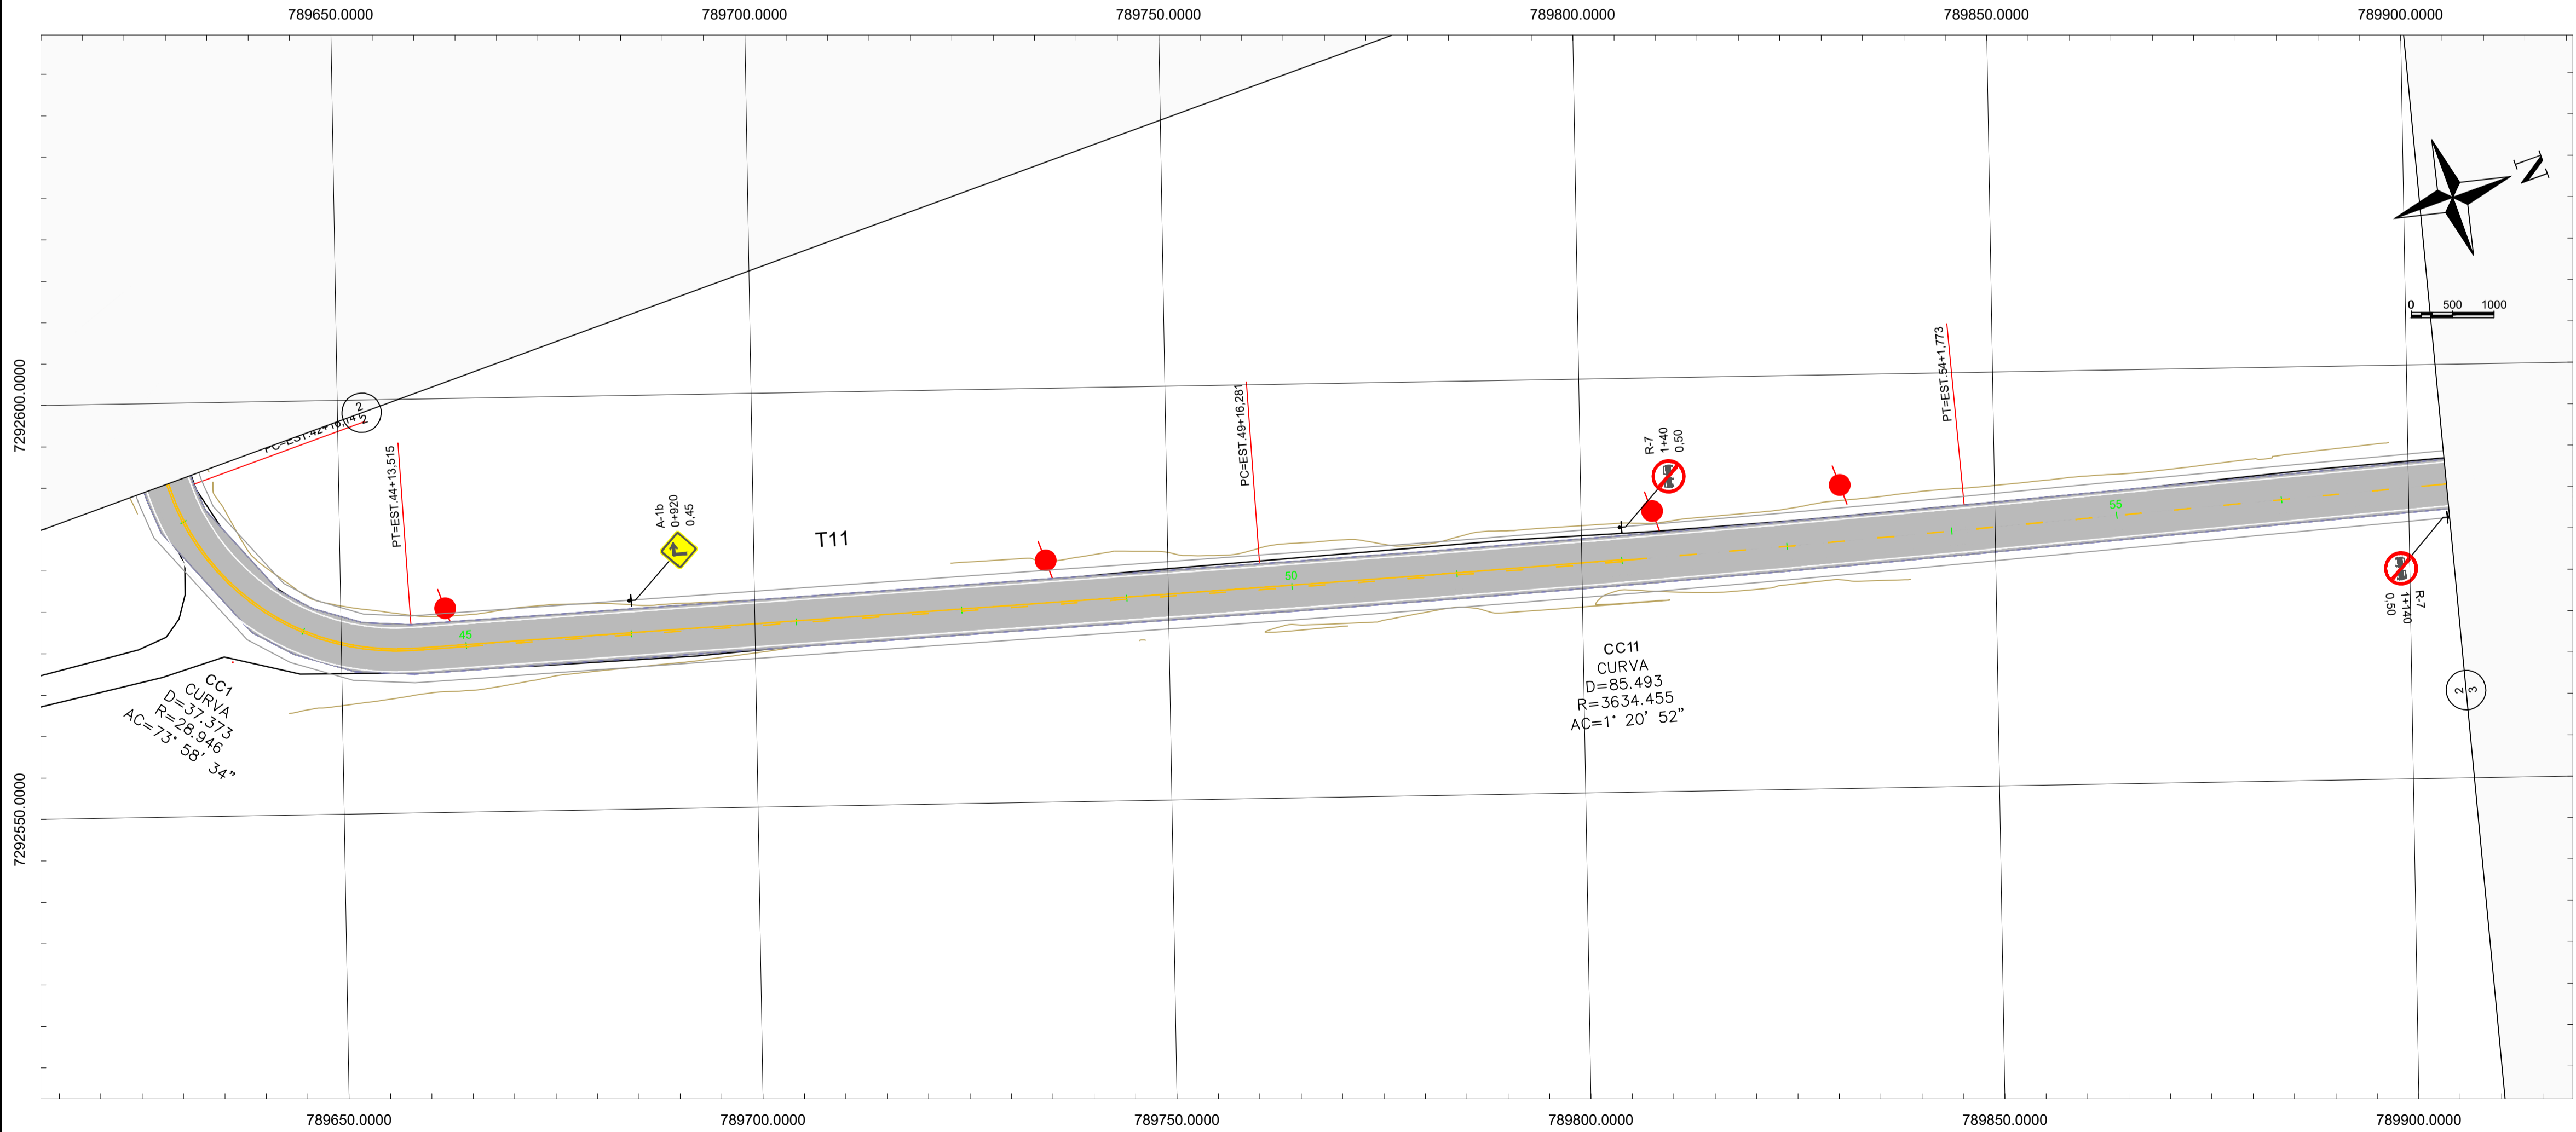 789650.0000
789700.0000
789750.0000
789800.0000
789850.0000
789900.0000
N
0 500 1000
7292600.0000
7292550.0000
2
2
PT=EST.44+13,515
A-1b
0+920
0,45
T11
PC=EST.49+16,281
R-7
1+40
0,50
PT=EST.54+1,773
45
50
55
R-7
1+140
0,50
2
3
CC1
CURVA
D=37.373
R=28.946
AC=73° 58' 34"
CC11
CURVA
D=85.493
R=3634.455
AC=1° 20' 52"
789650.0000
789700.0000
789750.0000
789800.0000
789850.0000
789900.0000